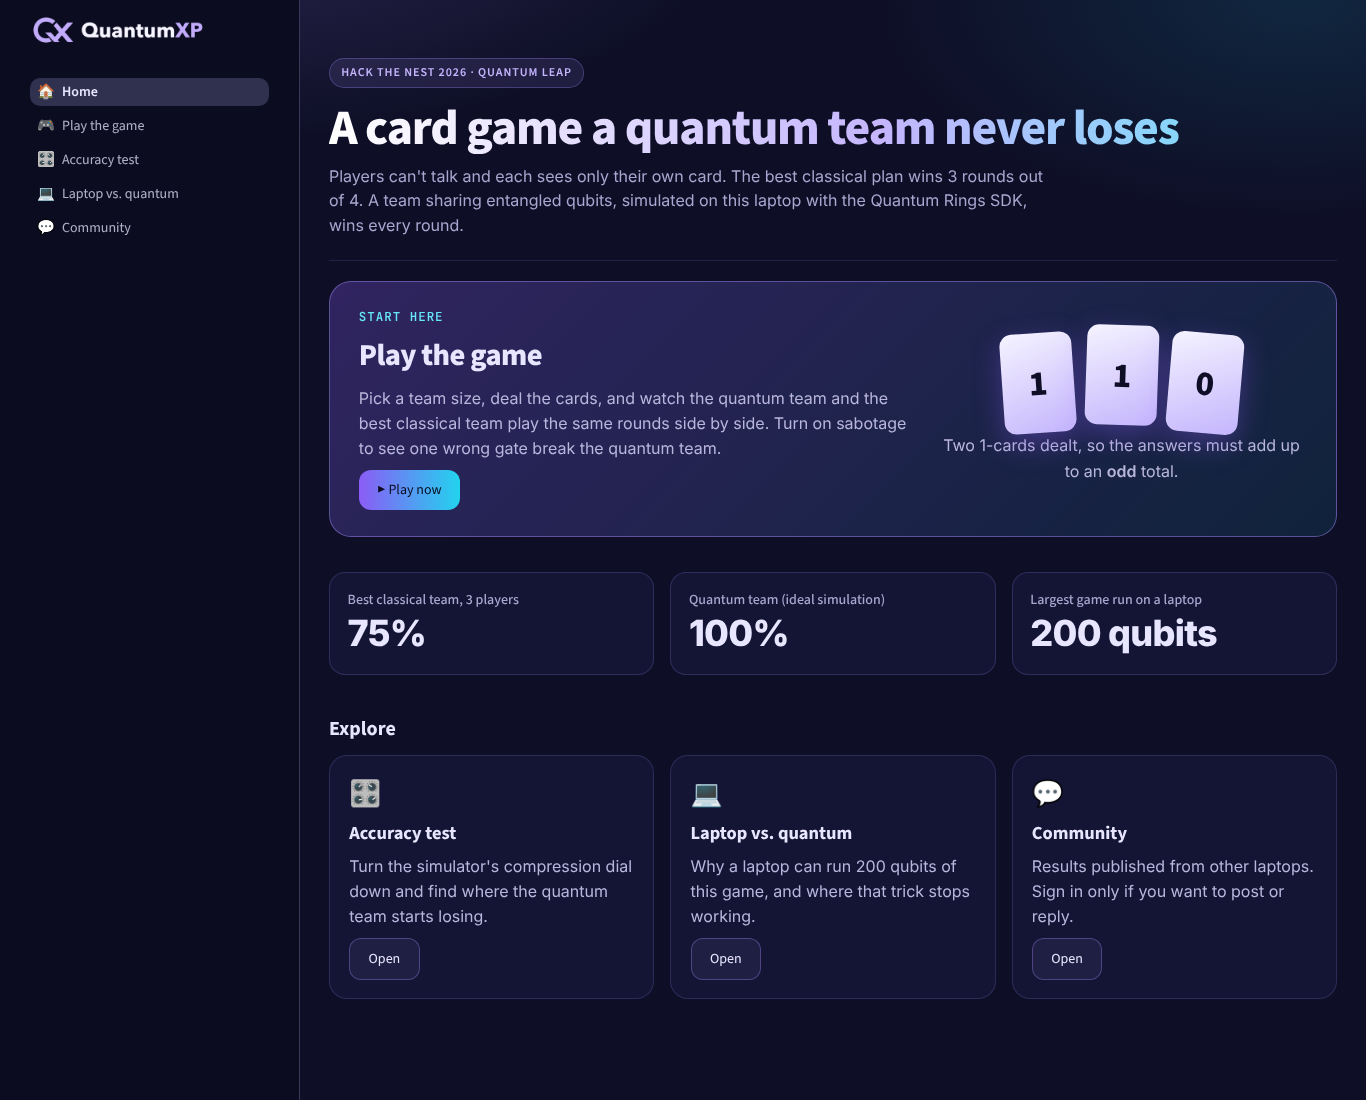 QuantumXP
Home
Play the game
Accuracy test
Laptop vs. quantum
Community
HACK THE NEST 2026 · QUANTUM LEAP
A card game a quantum team never loses
Players can't talk and each sees only their own card. The best classical plan wins 3 rounds out
of 4. A team sharing entangled qubits, simulated on this laptop with the Quantum Rings SDK,
wins every round.
START HERE
Play the game
Pick a team size, deal the cards, and watch the quantum team and the
best classical team play the same rounds side by side. Turn on sabotage
to see one wrong gate break the quantum team.
▶ Play now
1 1 0
Two 1-cards dealt, so the answers must add up
to an odd total.
Best classical team, 3 players
75%
Quantum team (ideal simulation)
100%
Largest game run on a laptop
200 qubits
Explore
Accuracy test
Turn the simulator's compression dial
down and find where the quantum
team starts losing.
Open
Laptop vs. quantum
Why a laptop can run 200 qubits of
this game, and where that trick stops
working.
Open
Community
Results published from other laptops.
Sign in only if you want to post or
reply.
Open